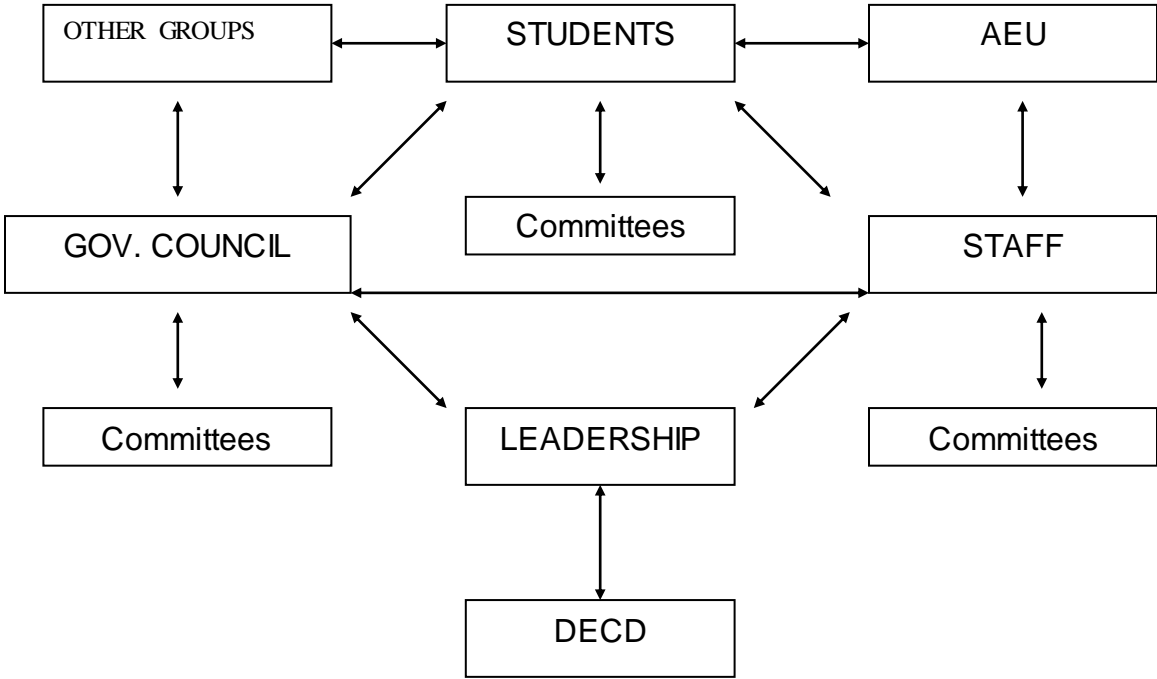 OTHER GROUPS
STUDENTS
AEU
Committees
GOV. COUNCIL
STAFF
Committees
LEADERSHIP
Committees
DECD